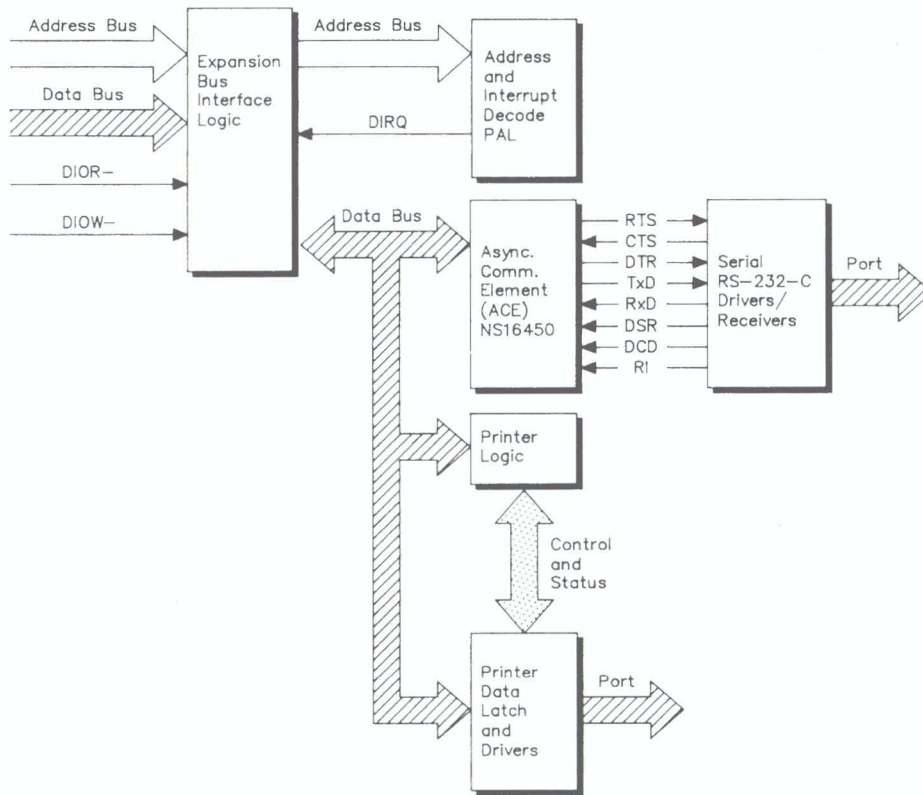 Address Bus
Data Bus
DIOR-
DIOW-
Expansion
Bus
Interface
Logic
Address Bus
DIRQ
Address
and
Interrupt
Decode
PAL
Data Bus
Async.
Comm.
Element
(ACE)
NS16450
RTS
CTS
DTR
TxD
RxD
DSR
DCD
RI
Serial
RS-232-C
Drivers/
Receivers
Port
Printer
Logic
Control
and
Status
Printer
Data
Latch
and
Drivers
Port